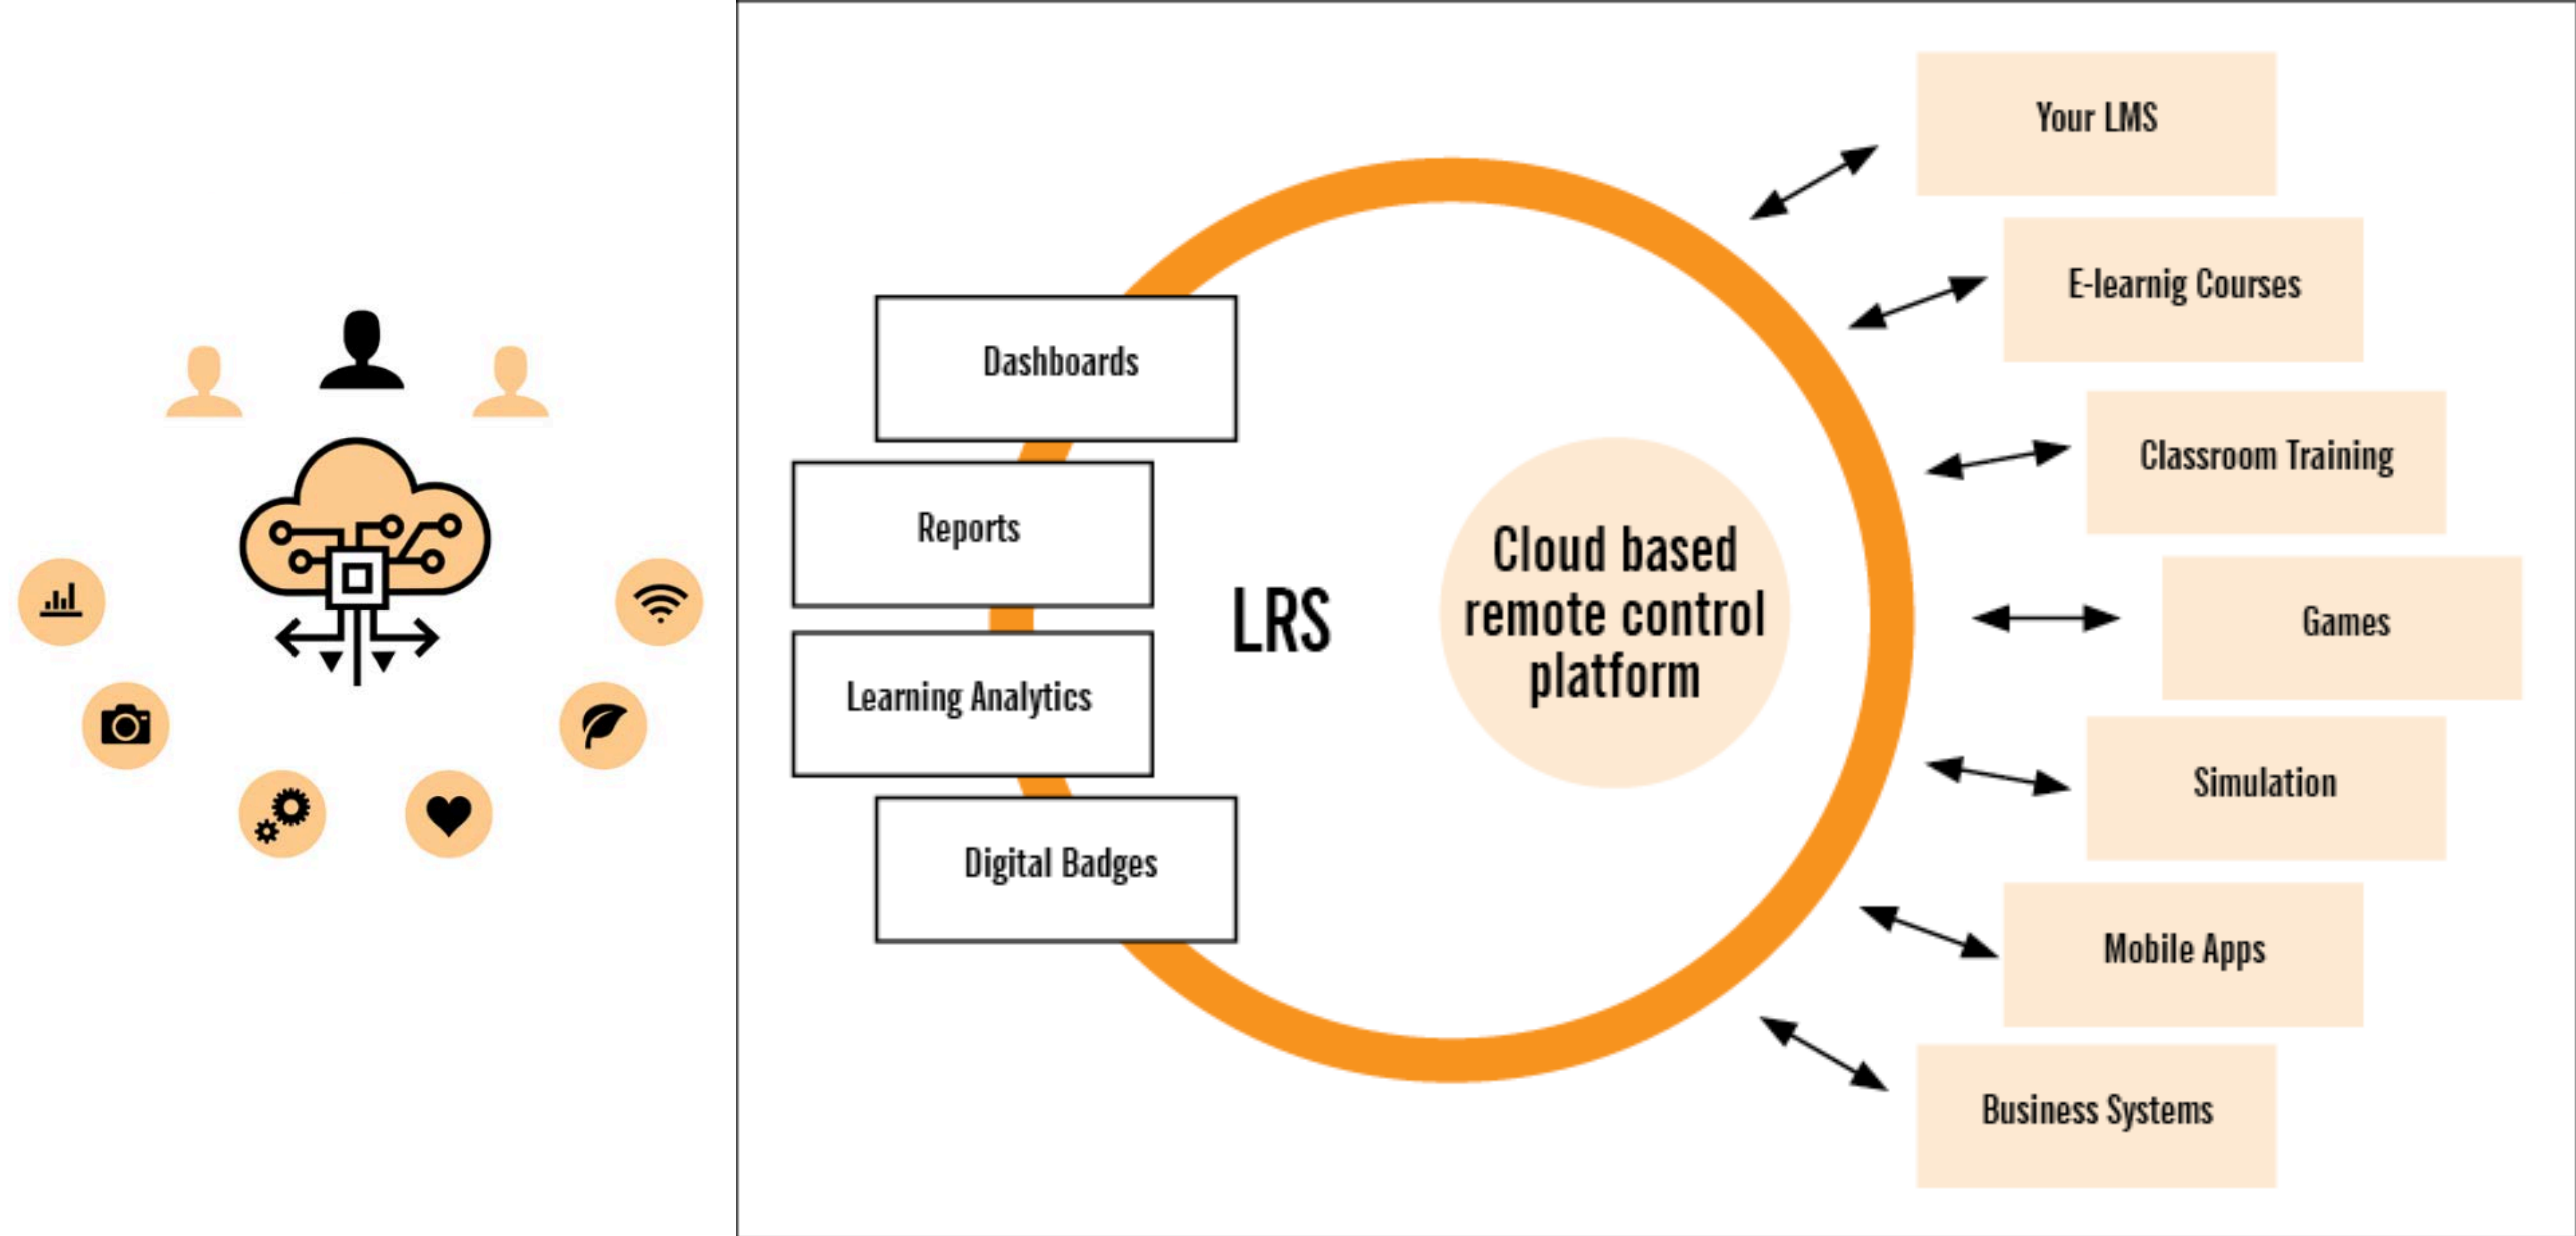 Dashboards
Reports
Learning Analytics
Digital Badges
LRS
Cloud based
remote control
platform
Your LMS
E-learnig Courses
Classroom Training
Games
Simulation
Mobile Apps
Business Systems